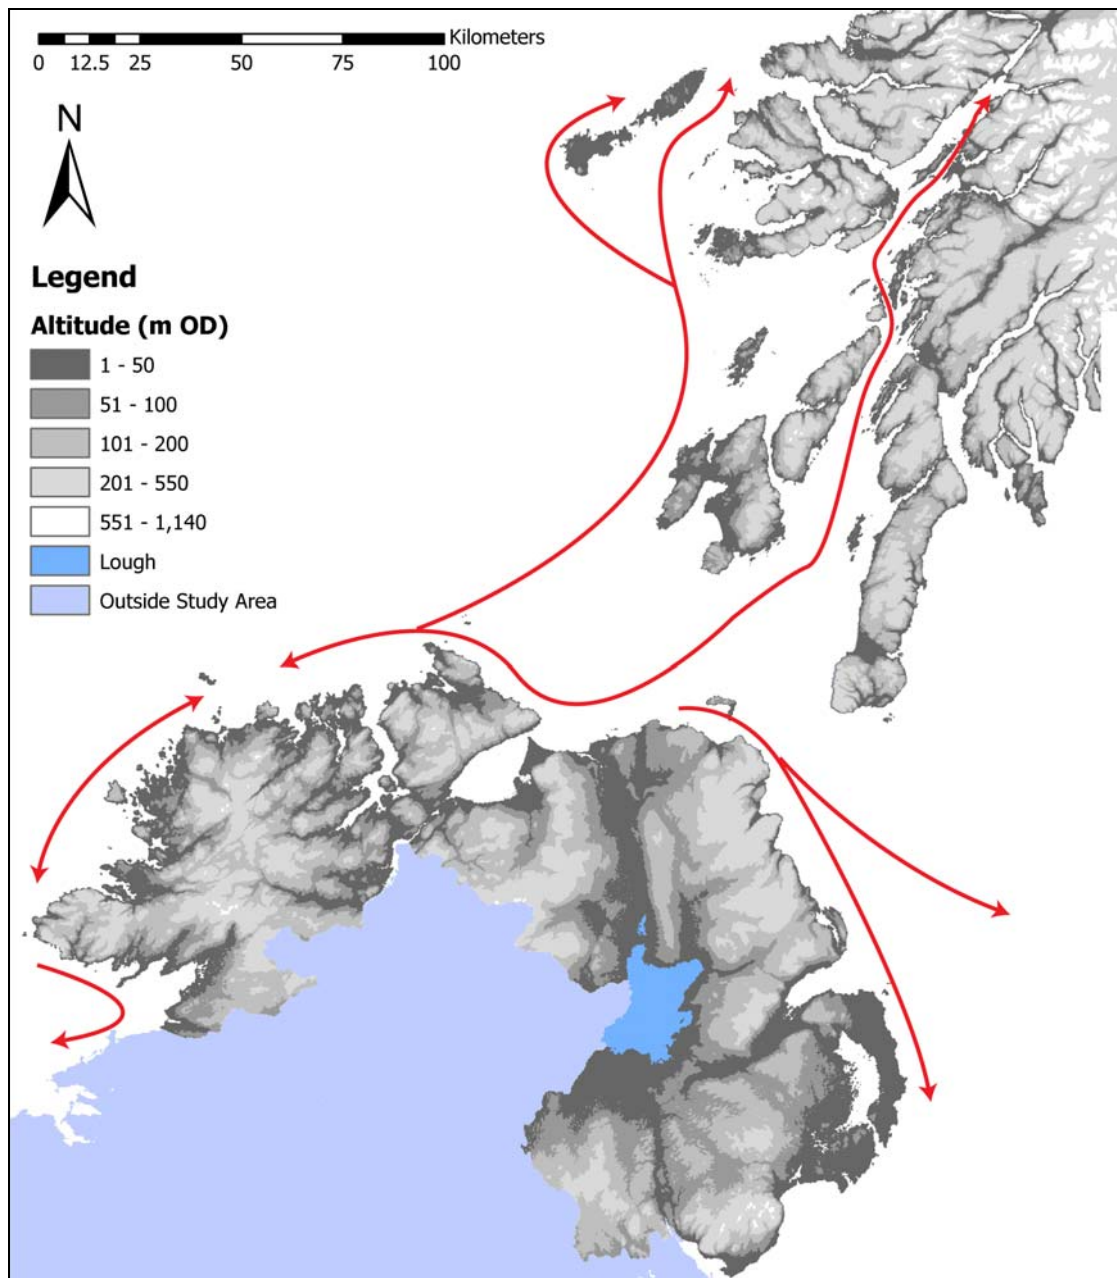 Kilometers
0 12.5 25 50 75 100
N
Legend
Altitude (m OD)
1 - 50
51 - 100
101 - 200
201 - 550
551 - 1,140
Lough
Outside Study Area